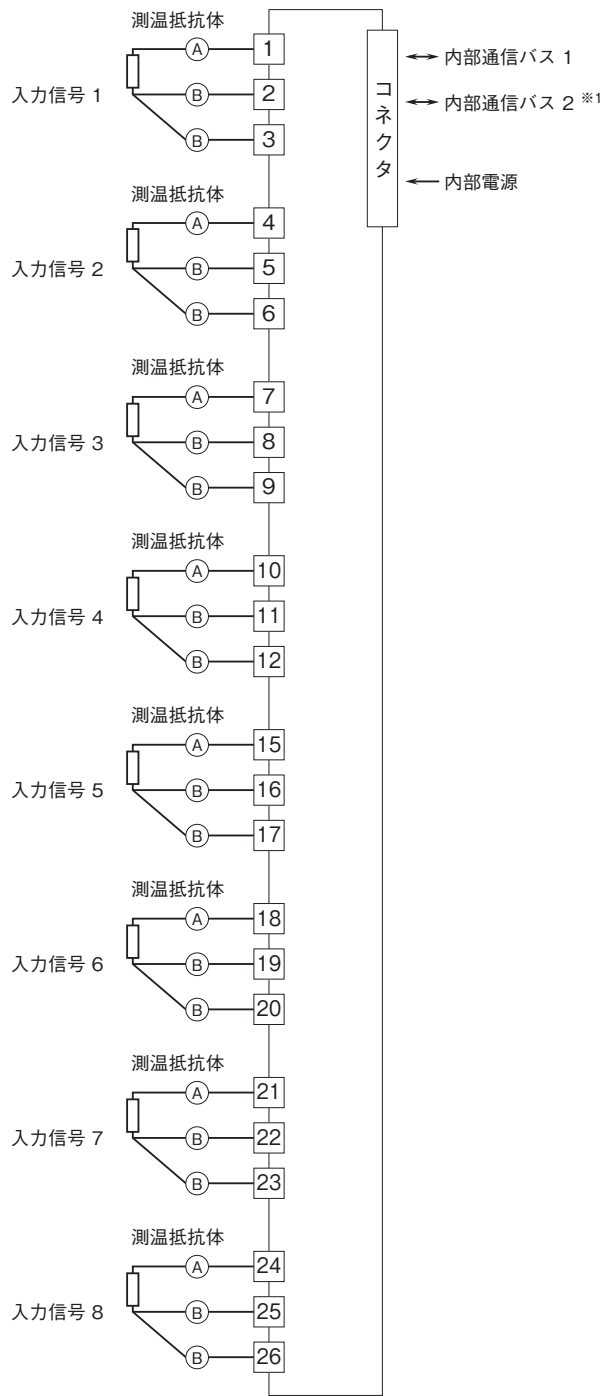 測温抵抗体
入力信号 1
A 1
B 2
B 3
測温抵抗体
入力信号 2
A 4
B 5
B 6
測温抵抗体
入力信号 3
A 7
B 8
B 9
測温抵抗体
入力信号 4
A 10
B 11
B 12
測温抵抗体
入力信号 5
A 15
B 16
B 17
測温抵抗体
入力信号 6
A 18
B 19
B 20
測温抵抗体
入力信号 7
A 21
B 22
B 23
測温抵抗体
入力信号 8
A 24
B 25
B 26
コネクタ
内部通信バス 1
内部通信バス 2 ※1
内部電源